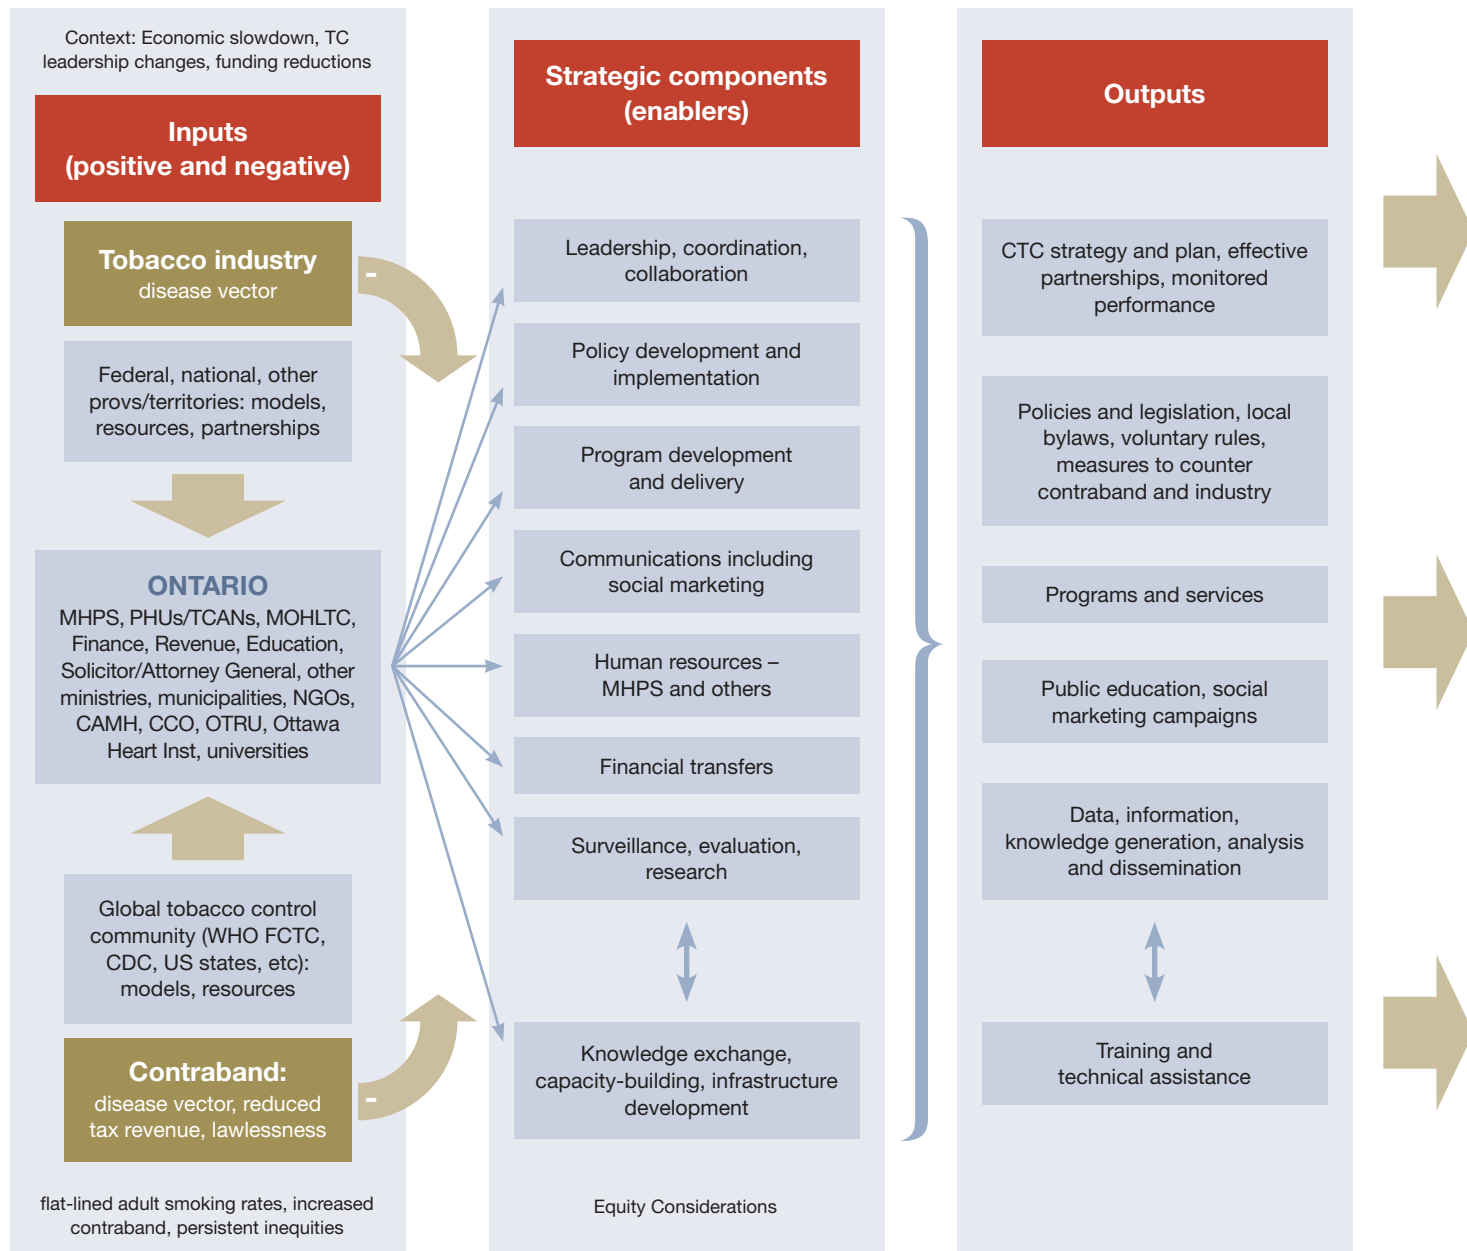 Context: Economic slowdown, TC
leadership changes, funding reductions
Inputs
(positive and negative)
Tobacco industry
disease vector
-
Federal, national, other
provs/territories: models,
resources, partnerships
ONTARIO
MHPS, PHUs/TCANs, MOHLTC,
Finance, Revenue, Education,
Solicitor/Attorney General, other
ministries, municipalities, NGOs,
CAMH, CCO, OTRU, Ottawa
Heart Inst, universities
Global tobacco control
community (WHO FCTC,
CDC, US states, etc):
models, resources
Contraband:
disease vector, reduced
tax revenue, lawlessness
-
flat-lined adult smoking rates, increased
contraband, persistent inequities
Strategic components
(enablers)
Leadership, coordination,
collaboration
Policy development and
implementation
Program development
and delivery
Communications including
social marketing
Human resources –
MHPS and others
Financial transfers
Surveillance, evaluation,
research
Knowledge exchange,
capacity-building, infrastructure
development
Equity Considerations
Outputs
CTC strategy and plan, effective
partnerships, monitored
performance
Policies and legislation, local
bylaws, voluntary rules,
measures to counter
contraband and industry
Programs and services
Public education, social
marketing campaigns
Data, information,
knowledge generation, analysis
and dissemination
Training and
technical assistance